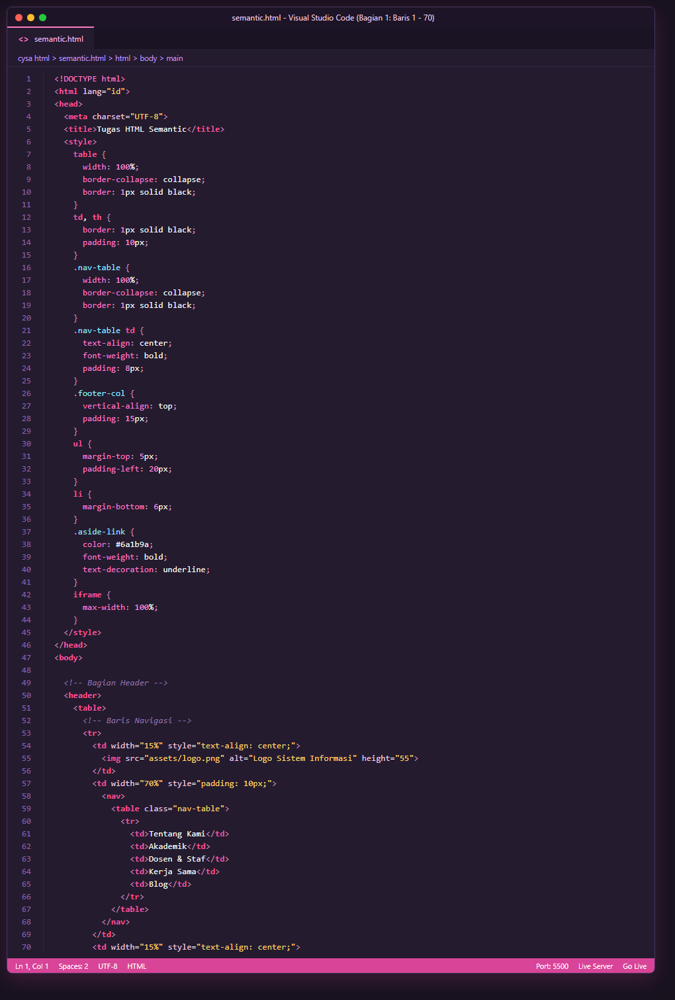 semantic.html - Visual Studio Code (Bagian 1: Baris 1 - 70)
<> semantic.html
cysa html > semantic.html > html > body > main
1 <!DOCTYPE html>
2 <html lang="id">
3 <head>
4   <meta charset="UTF-8">
5   <title>Tugas HTML Semantic</title>
6   <style>
7     table {
8       width: 100%;
9       border-collapse: collapse;
10       border: 1px solid black;
11     }
12     td, th {
13       border: 1px solid black;
14       padding: 10px;
15     }
16     .nav-table {
17       width: 100%;
18       border-collapse: collapse;
19       border: 1px solid black;
20     }
21     .nav-table td {
22       text-align: center;
23       font-weight: bold;
24       padding: 8px;
25     }
26     .footer-col {
27       vertical-align: top;
28       padding: 15px;
29     }
30     ul {
31       margin-top: 5px;
32       padding-left: 20px;
33     }
34     li {
35       margin-bottom: 6px;
36     }
37     .aside-link {
38       color: #6a1b9a;
39       font-weight: bold;
40       text-decoration: underline;
41     }
42     iframe {
43       max-width: 100%;
44     }
45   </style>
46 </head>
47 <body>
48
49   <!-- Bagian Header -->
50   <header>
51     <table>
52       <!-- Baris Navigasi -->
53       <tr>
54         <td width="15%" style="text-align: center;">
55           <img src="assets/logo.png" alt="Logo Sistem Informasi" height="55">
56         </td>
57         <td width="70%" style="padding: 10px;">
58           <nav>
59             <table class="nav-table">
60               <tr>
61                 <td>Tentang Kami</td>
62                 <td>Akademik</td>
63                 <td>Dosen & Staf</td>
64                 <td>Kerja Sama</td>
65                 <td>Blog</td>
66               </tr>
67             </table>
68           </nav>
69         </td>
70         <td width="15%" style="text-align: center;">
Ln 1, Col 1 Spaces: 2 UTF-8 HTML Port: 5500 Live Server Go Live